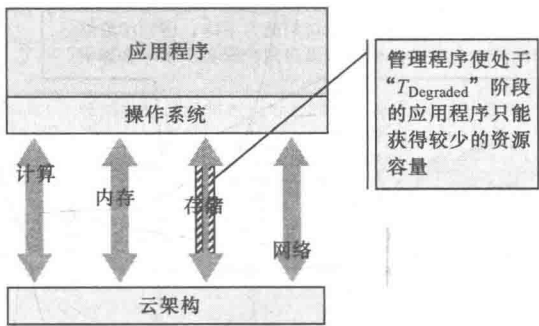 应用程序
操作系统
计算
内存
存储
网络
云架构
管理程序使处于
“TDegraded”阶段
的应用程序只能
获得较少的资源
容量